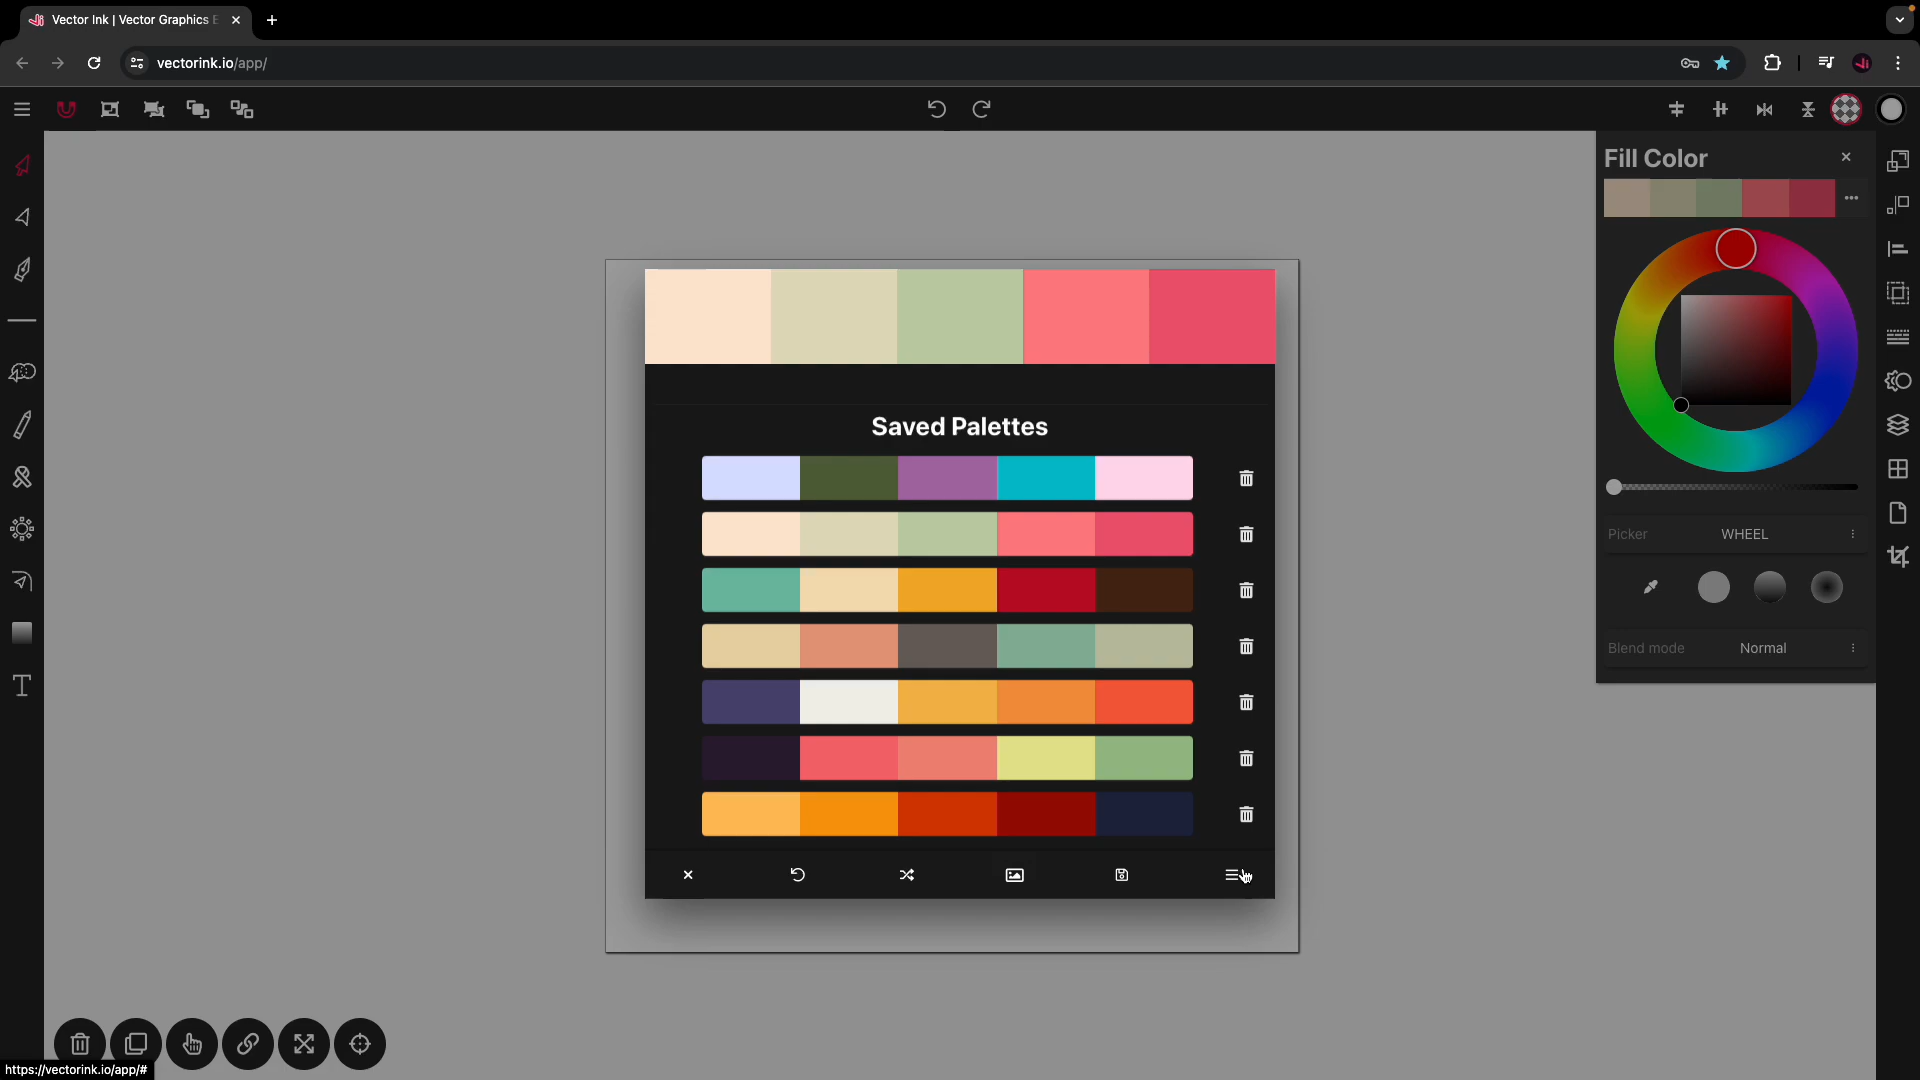 Vector Ink | Vector Graphics E
vectorink.io/app/
Fill Color
Saved Palettes
Picker
WHEEL
Blend mode
Normal
https://vectorink.io/app/#